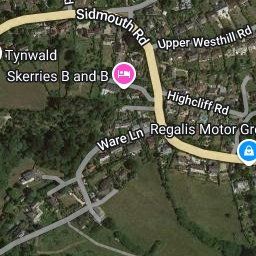 Sidmouth Rd
Upper Westhill Rd
Tynwald
Skerries B and B
Highcliff Rd
Regalis Motor Gro
Ware Ln